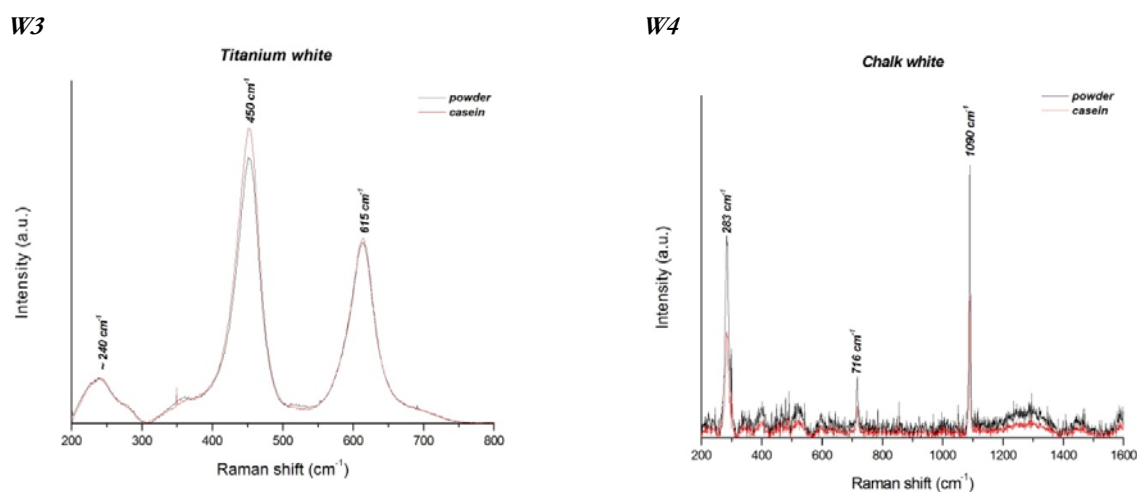 W3
Titanium white
powder
casein
450 cm⁻¹
615 cm⁻¹
~ 240 cm⁻¹
Intensity (a.u.)
200 300 400 500 600 700 800
Raman shift (cm⁻¹)
W4
Chalk white
powder
casein
1090 cm⁻¹
283 cm⁻¹
716 cm⁻¹
Intensity (a.u.)
200 400 600 800 1000 1200 1400 1600
Raman shift (cm⁻¹)